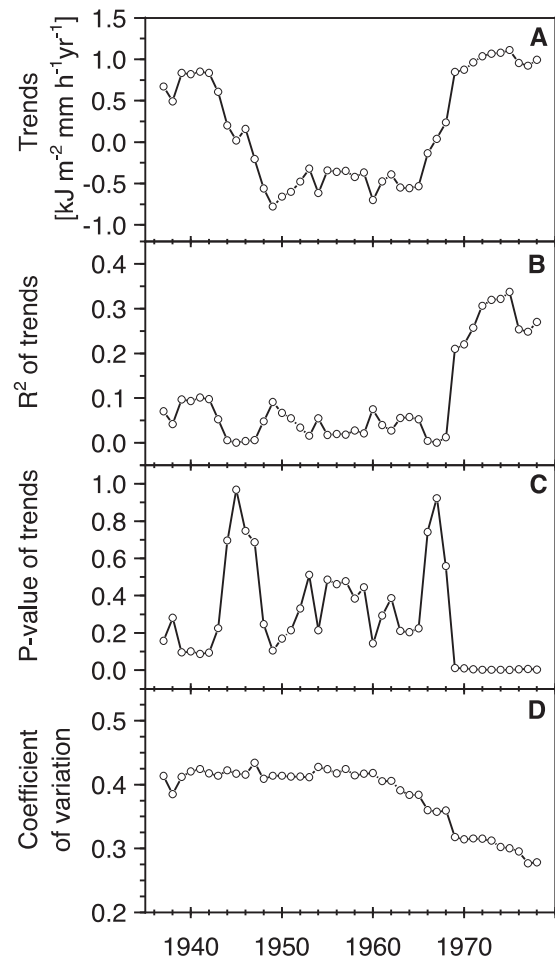 A
Trends
[kJ m⁻² mm h⁻¹yr⁻¹]
1.5
1.0
0.5
0.0
-0.5
-1.0
B
R² of trends
0.4
0.3
0.2
0.1
0.0
C
P-value of trends
1.0
0.8
0.6
0.4
0.2
0.0
D
Coefficient
of variation
0.5
0.4
0.3
0.2
1940 1950 1960 1970